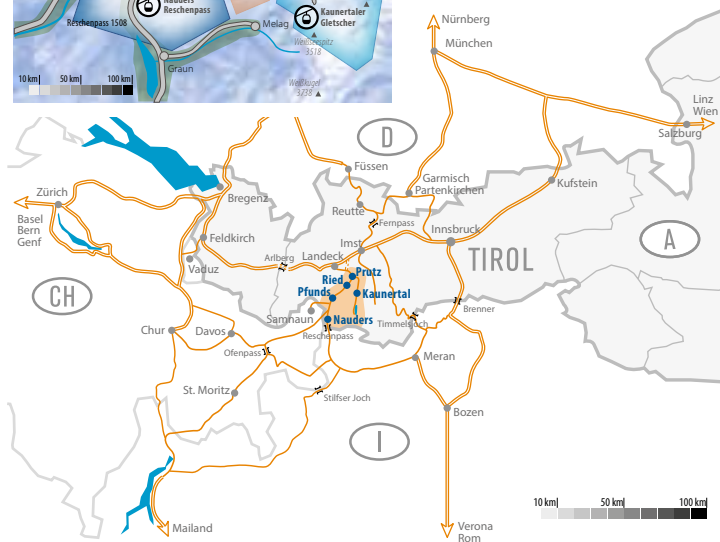 Nauders
Reschenpass
Kaunertaler
Gletscher
Reschenpass 1508
Melag
Weißseespitz
3518
Graun
10 km
50 km
100 km
Weißkugel
3738
Nürnberg
München
Linz
Wien
Salzburg
D
Füssen
Garmisch
Partenkirchen
Kufstein
Zürich
Bregenz
Reutte
Fernpass
Basel
Bern
Genf
Feldkirch
Imst
Innsbruck
Arlberg
Landeck
TIROL
A
Vaduz
Prutz
Ried
Pfunds
Kaunertal
CH
Samnaun
Nauders
Timmelsjoch
Brenner
Chur
Davos
Reschenpass
Ofenpass
Meran
St. Moritz
Stilfser Joch
Bozen
I
10 km
50 km
100 km
Mailand
Verona
Rom